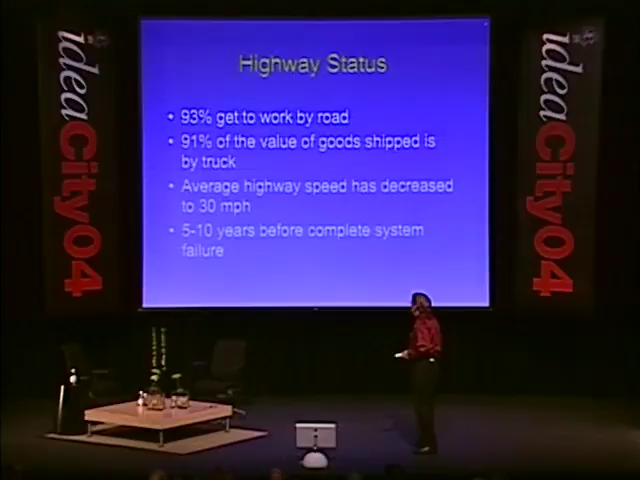 Highway Status
• 93% get to work by road
• 91% of the value of goods shipped is
by truck
• Average highway speed has decreased
to 30 mph
• 5-10 years before complete system
failure
ideaCity04
ideaCity04